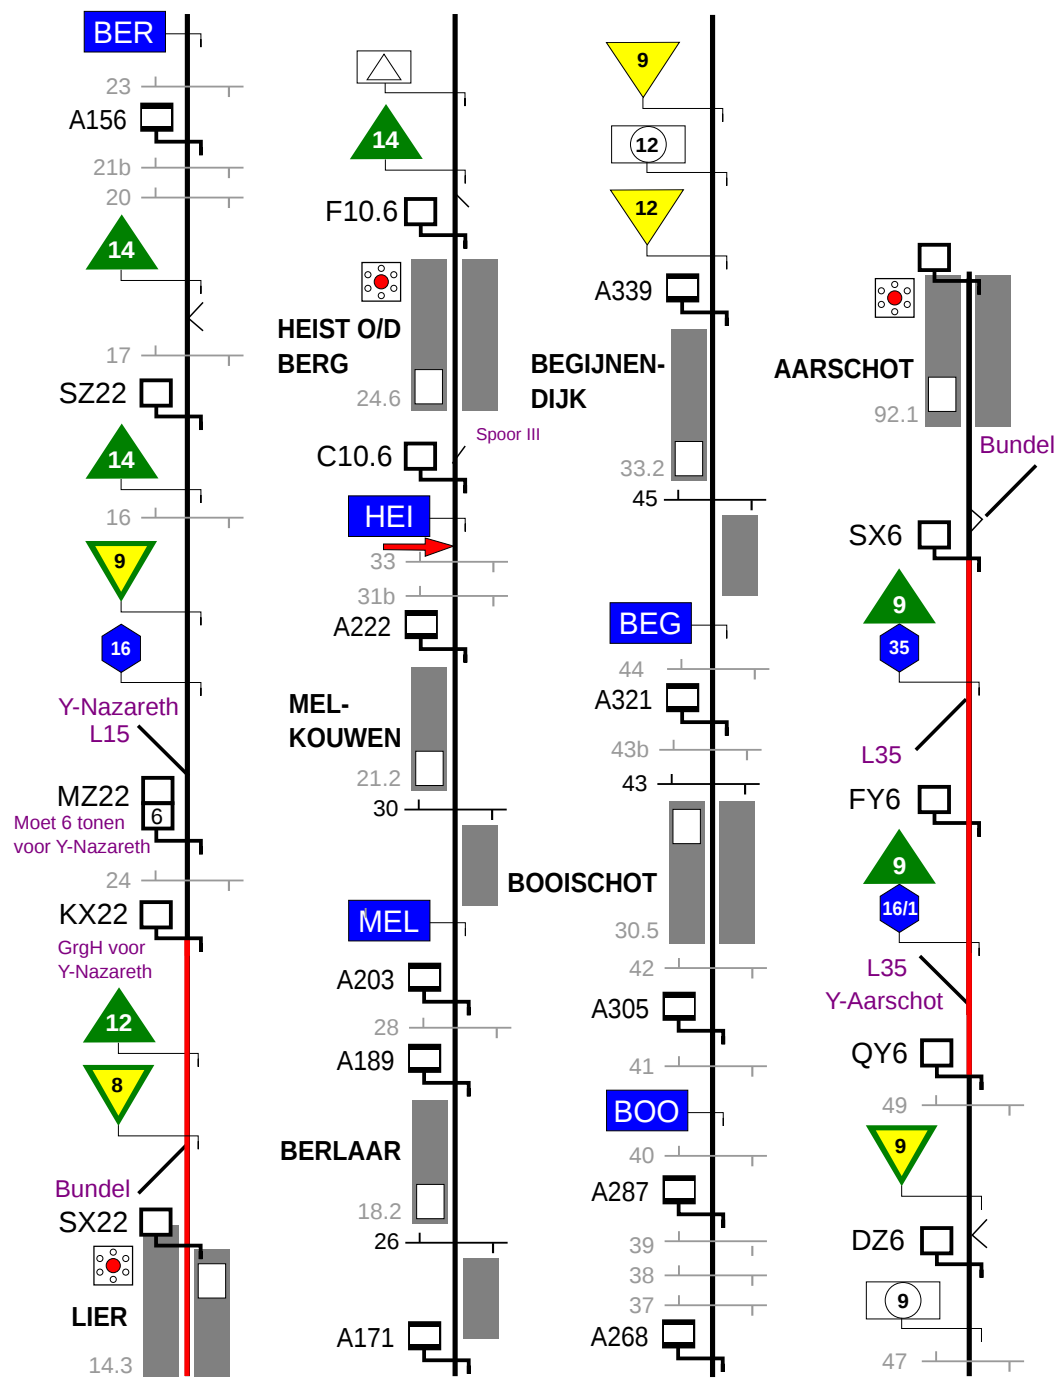 BER
23
A156
21b
20
14
17
SZ22
14
16
9
16
Y-Nazareth
L15
MZ22
6
Moet 6 tonen
voor Y-Nazareth
24
KX22
GrgH voor
Y-Nazareth
12
8
Bundel
SX22
LIER
14.3
14
F10.6
HEIST O/D
BERG
24.6
Spoor III
C10.6
HEI
33
31b
A222
MEL-
KOUWEN
21.2
30
MEL
A203
28
A189
BERLAAR
18.2
26
A171
9
12
12
A339
BEGIJNEN-
DIJK
33.2
45
BEG
44
A321
43b
43
BOOISCHOT
30.5
42
A305
41
BOO
40
A287
39
38
37
A268
AARSCHOT
92.1
Bundel
SX6
9
35
L35
FY6
9
16/1
L35
Y-Aarschot
QY6
49
9
DZ6
9
47